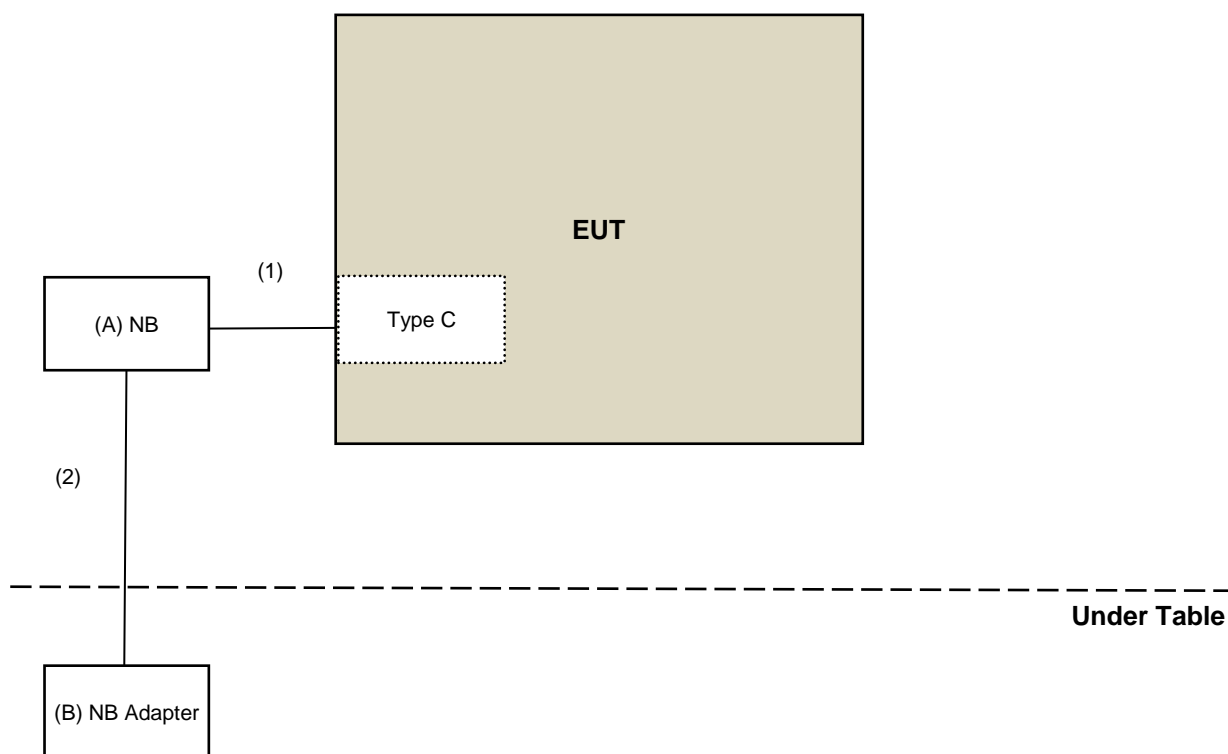 EUT
(1)
(A) NB
Type C
(2)
Under Table
(B) NB Adapter